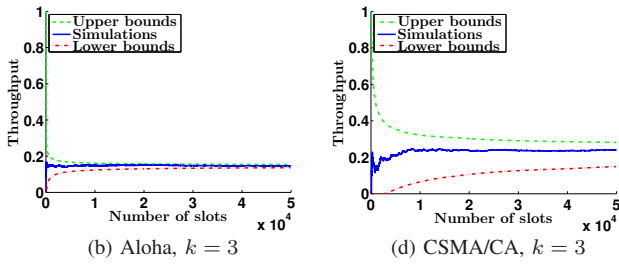 Throughput
1
0.8
0.6
0.4
0.2
0
Upper bounds
Simulations
Lower bounds
0 1 2 3 4 5
Number of slots
x 10^4
(b) Aloha, k = 3
Throughput
1
0.8
0.6
0.4
0.2
0
Upper bounds
Simulations
Lower bounds
0 1 2 3 4 5
Number of slots
x 10^4
(d) CSMA/CA, k = 3